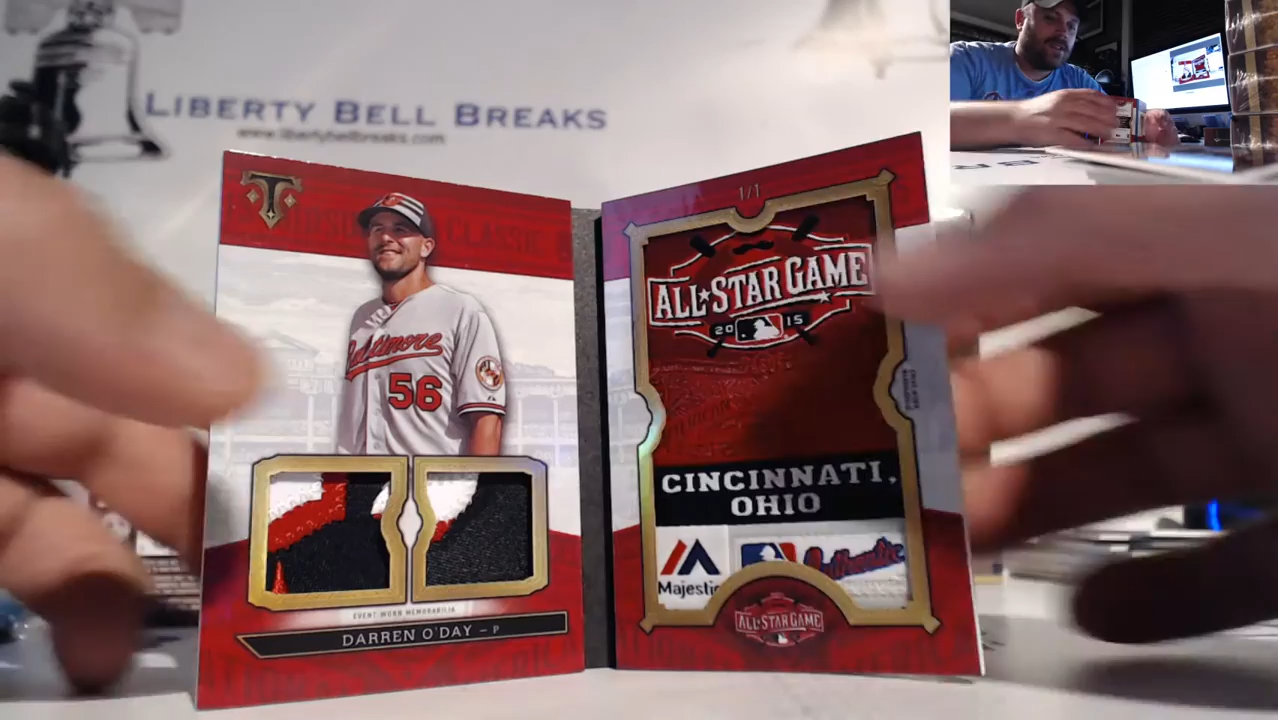 LIBERTY BELL BREAKS
www.libertybellbreaks.com
T
CLASSIC
Baltimore
56
EVENT-WORN MEMORABILIA
DARREN O'DAY – P
1/1
ALL★STAR GAME
20 15
CINCINNATI,
OHIO
Majestic
Authentic
ALL★STAR GAME